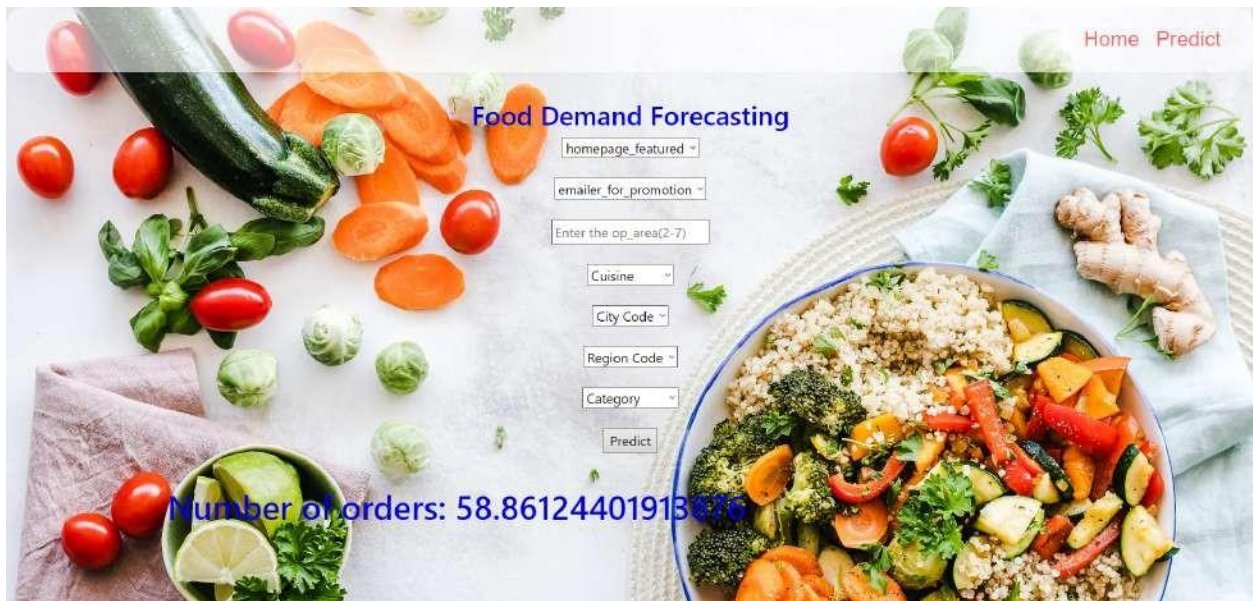 Home Predict
Food Demand Forecasting
homepage_featured
emailer_for_promotion
Enter the op_area(2-7)
Cuisine
City Code
Region Code
Category
Predict
Number of orders: 58.86124401913876